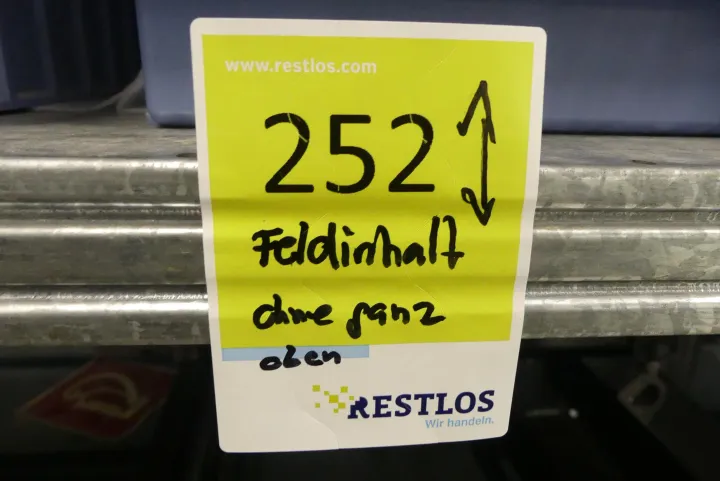 www.restlos.com
252
Feldinhalt
ohne ganz
oben
RESTLOS
Wir handeln.